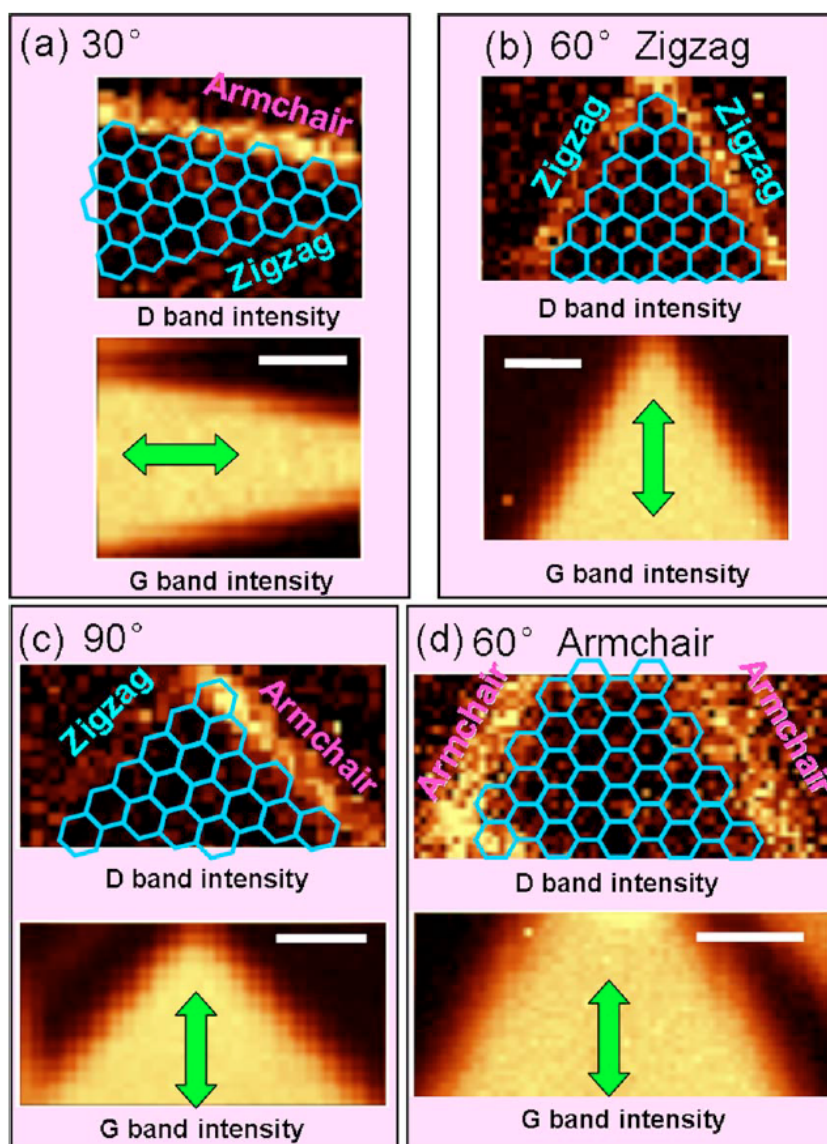 (a) 30°
Armchair
Zigzag
D band intensity
G band intensity
(b) 60° Zigzag
Zigzag
Zigzag
D band intensity
G band intensity
(c) 90°
Zigzag
Armchair
D band intensity
G band intensity
(d) 60° Armchair
Armchair
Armchair
D band intensity
G band intensity